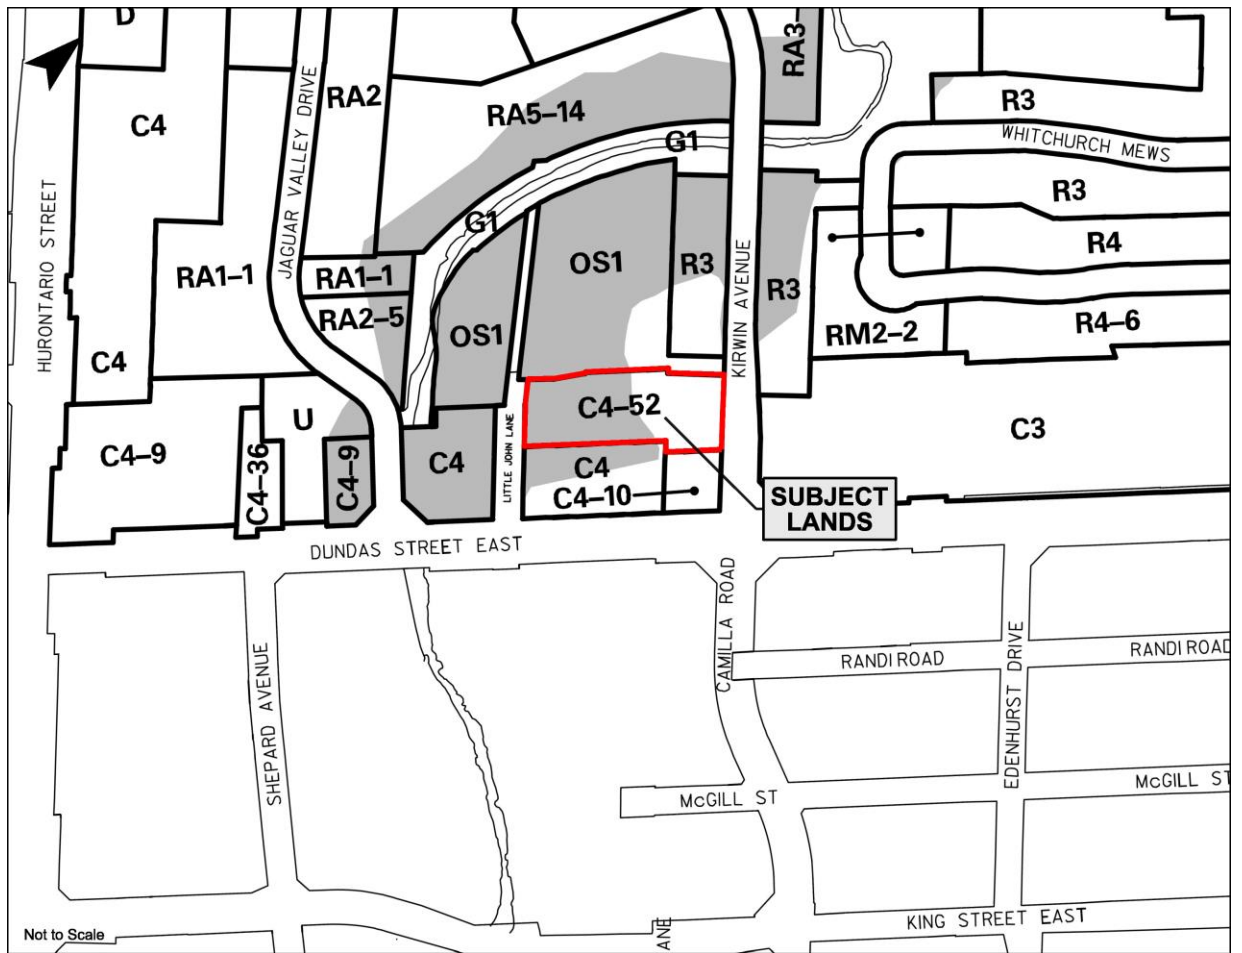 D
C4
RA2
JAGUAR VALLEY DRIVE
RA5–14
RA3–
R3
WHITCHURCH MEWS
G1
R3
HURONTARIO STREET
G1
R4
RA1–1
RA1–1
OS1
R3
R3
RA2–5
OS1
KIRWIN AVENUE
RM2–2
R4–6
C4
C4–52
U
C4–9
C4–36
C4–9
C4
LITTLE JOHN LANE
C4
C4–10
C3
SUBJECT
LANDS
DUNDAS STREET EAST
SHEPARD AVENUE
CAMILLA ROAD
RANDI ROAD
EDENHURST DRIVE
RANDI ROAD
McGILL ST
McGILL ST
KING STREET EAST
ANE
Not to Scale